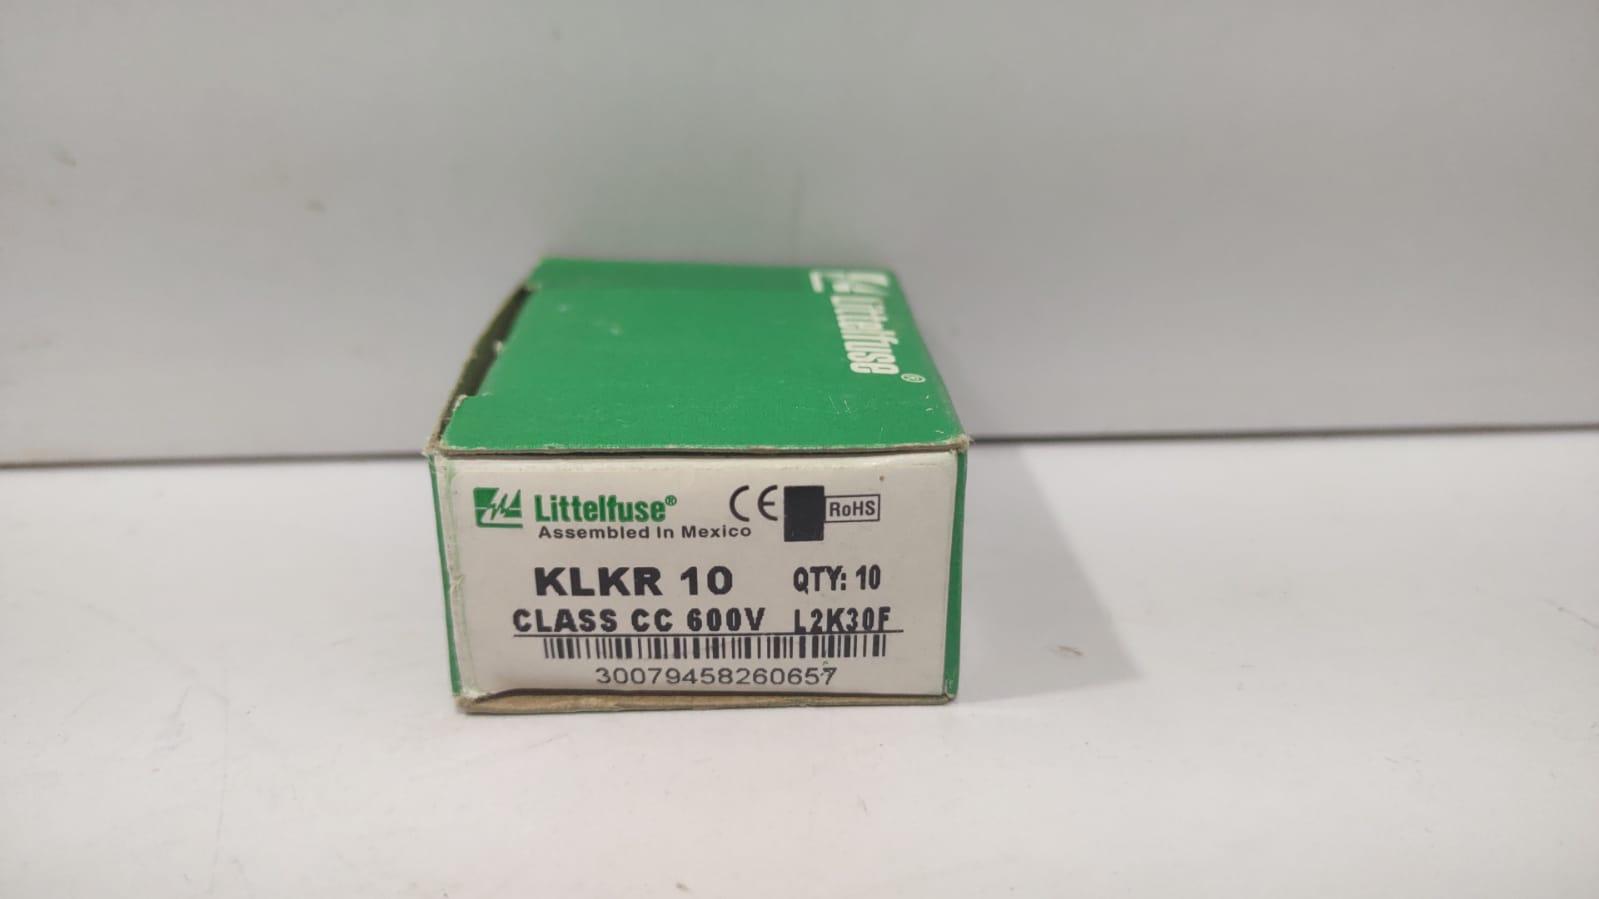 Littelfuse®
Littelfuse® CE RoHS
Assembled In Mexico
KLKR 10 QTY: 10
CLASS CC 600V L2K30F
30079458260657